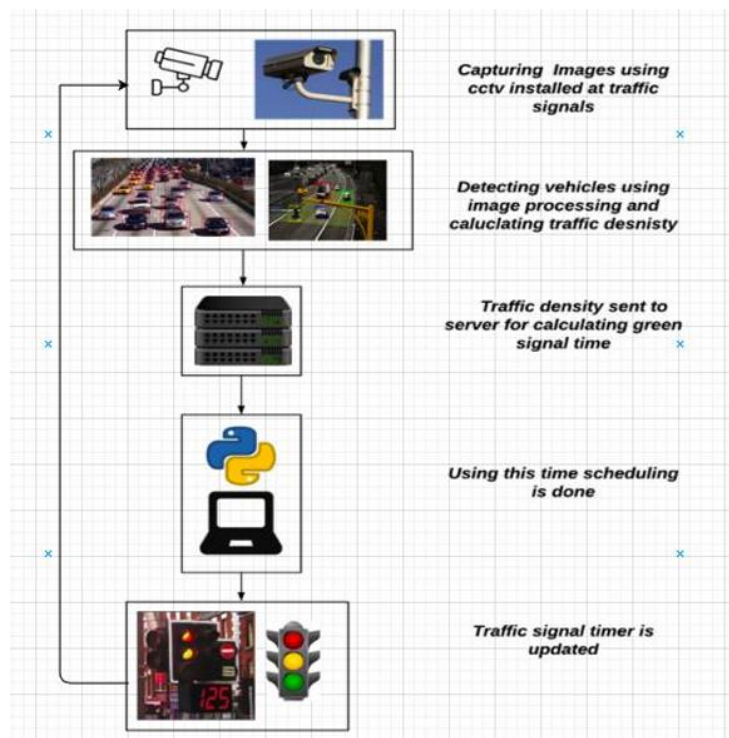 Capturing Images using
cctv installed at traffic
signals
Detecting vehicles using
image processing and
caluclating traffic desnisty
Traffic density sent to
server for calculating green
signal time
Using this time scheduling
is done
125
Traffic signal timer is
updated